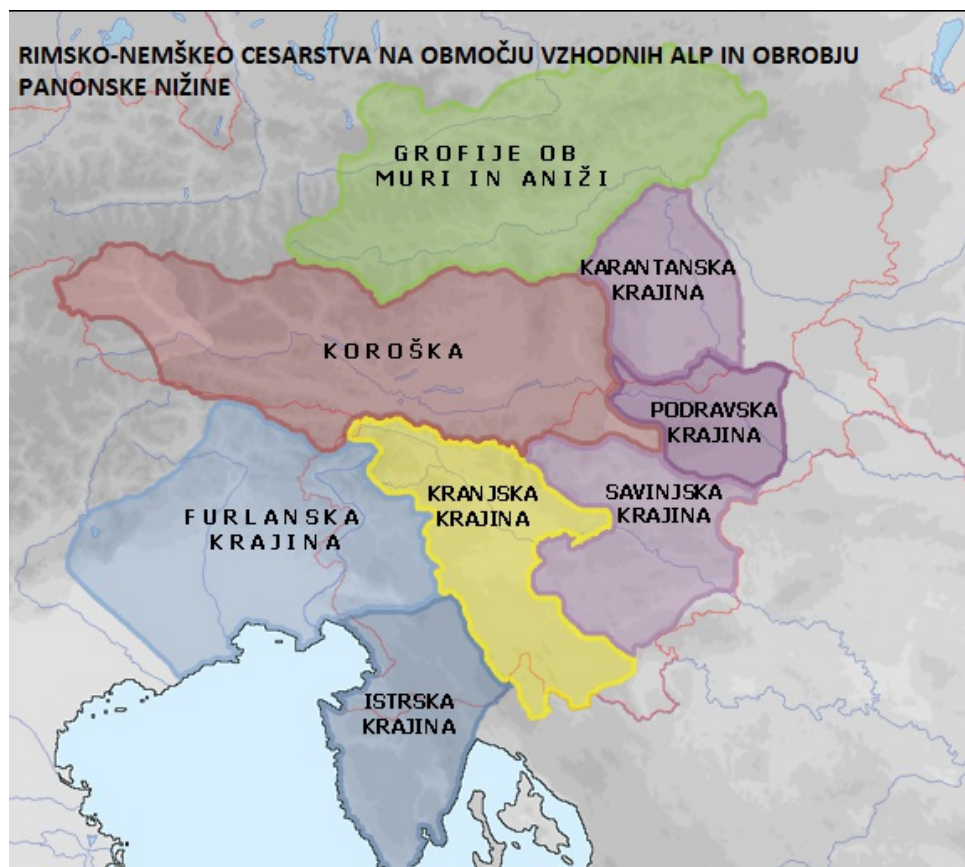 RIMSKO-NEMŠKEO CESARSTVA NA OBMOČJU VZHODNIH ALP IN OBROBJU
PANONSKE NIŽINE
GROFIJE OB
MURI IN ANIŽI
KARANTANSKA
KRAJINA
KOROŠKA
PODRAVSKA
KRAJINA
KRANJSKA
KRAJINA
SAVINJSKA
KRAJINA
FURLANSKA
KRAJINA
ISTRSKA
KRAJINA